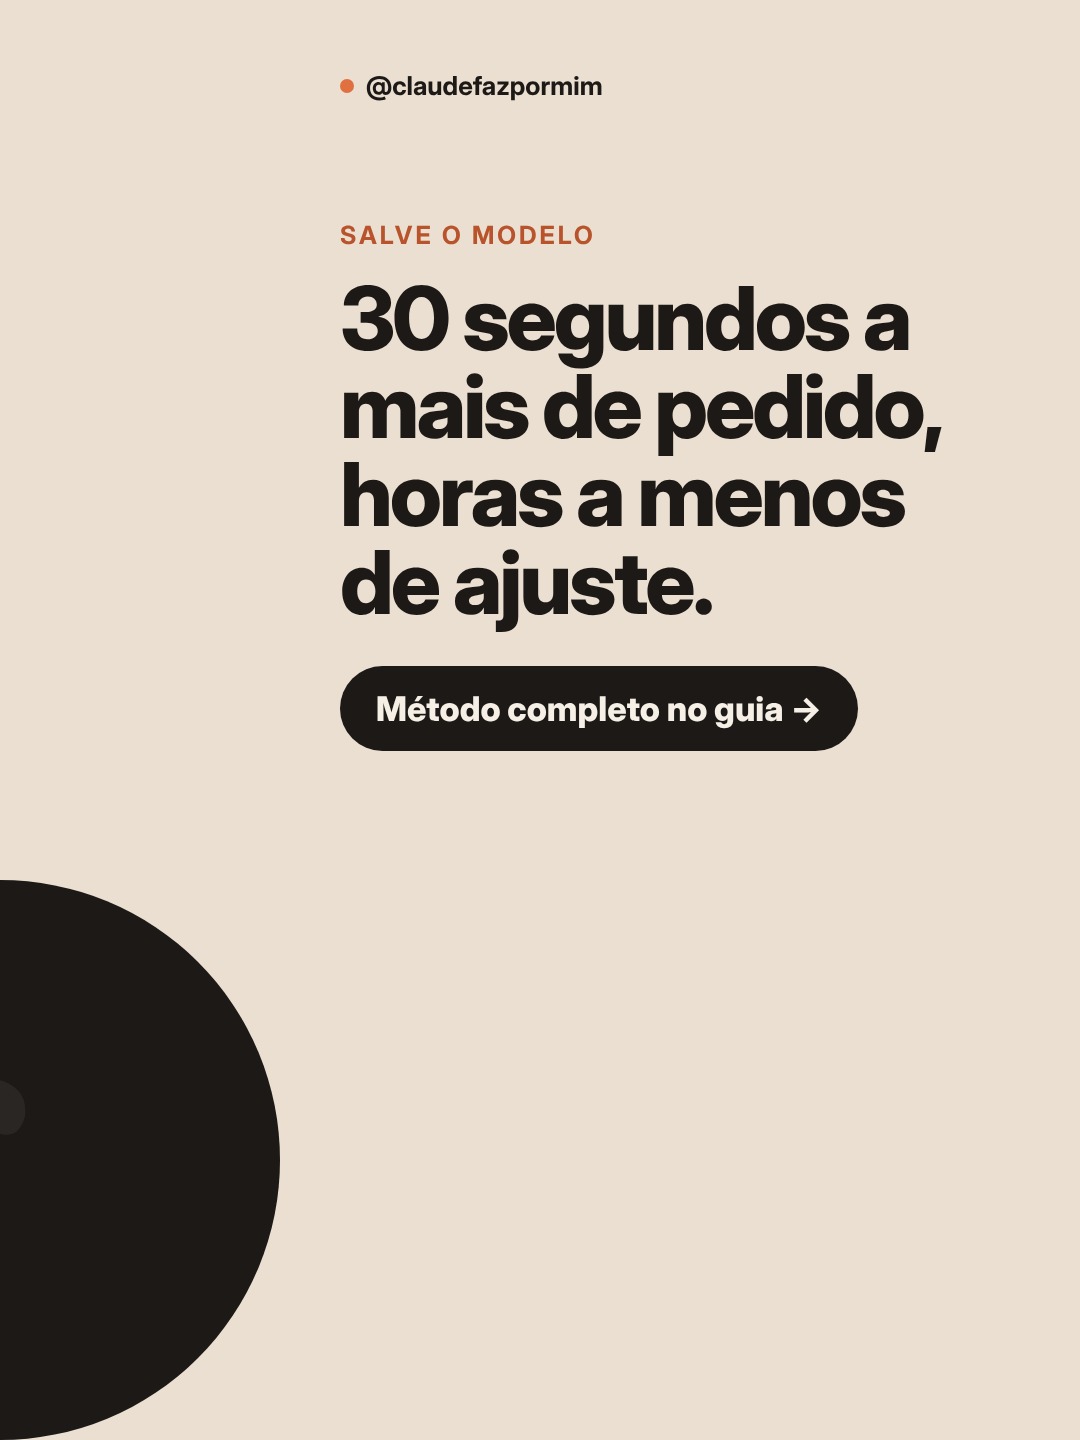 @claudefazpormim
SALVE O MODELO
30 segundos a
mais de pedido,
horas a menos
de ajuste.
Método completo no guia →